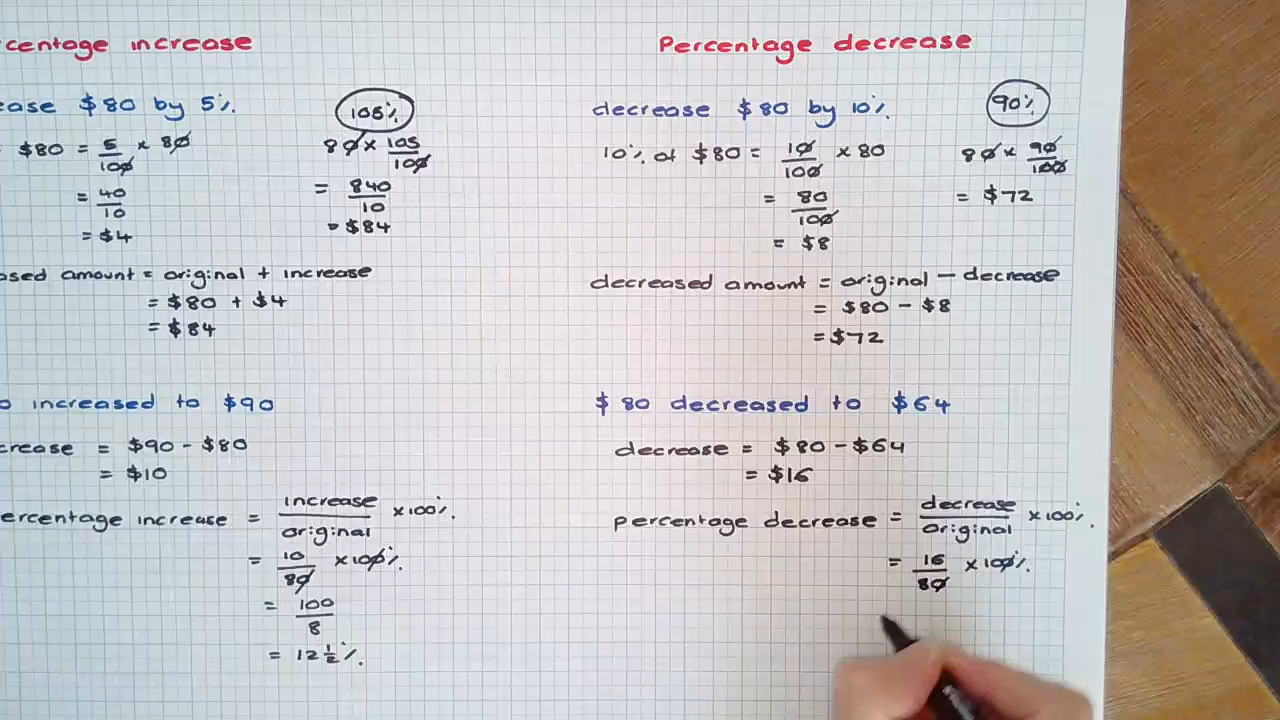 centage increase
ease $80 by 5%.
105%
$80 = 5/100 × 80
80 × 105/100
= 40/10
= 840/10
= $4
= $84
ased amount = original + increase
= $80 + $4
= $84
increased to $90
crease = $90 - $80
= $10
ercentage increase = increase/original ×100%.
= 10/80 ×100%.
= 100/8
= 12½%.
Percentage decrease
decrease $80 by 10%.
90%
10% of $80 = 10/100 × 80
80 × 90/100
= 80/100
= $72
= $8
decreased amount = original - decrease
= $80 - $8
= $72
$80 decreased to $64
decrease = $80 - $64
= $16
percentage decrease = decrease/original ×100%.
= 16/80 ×100%.